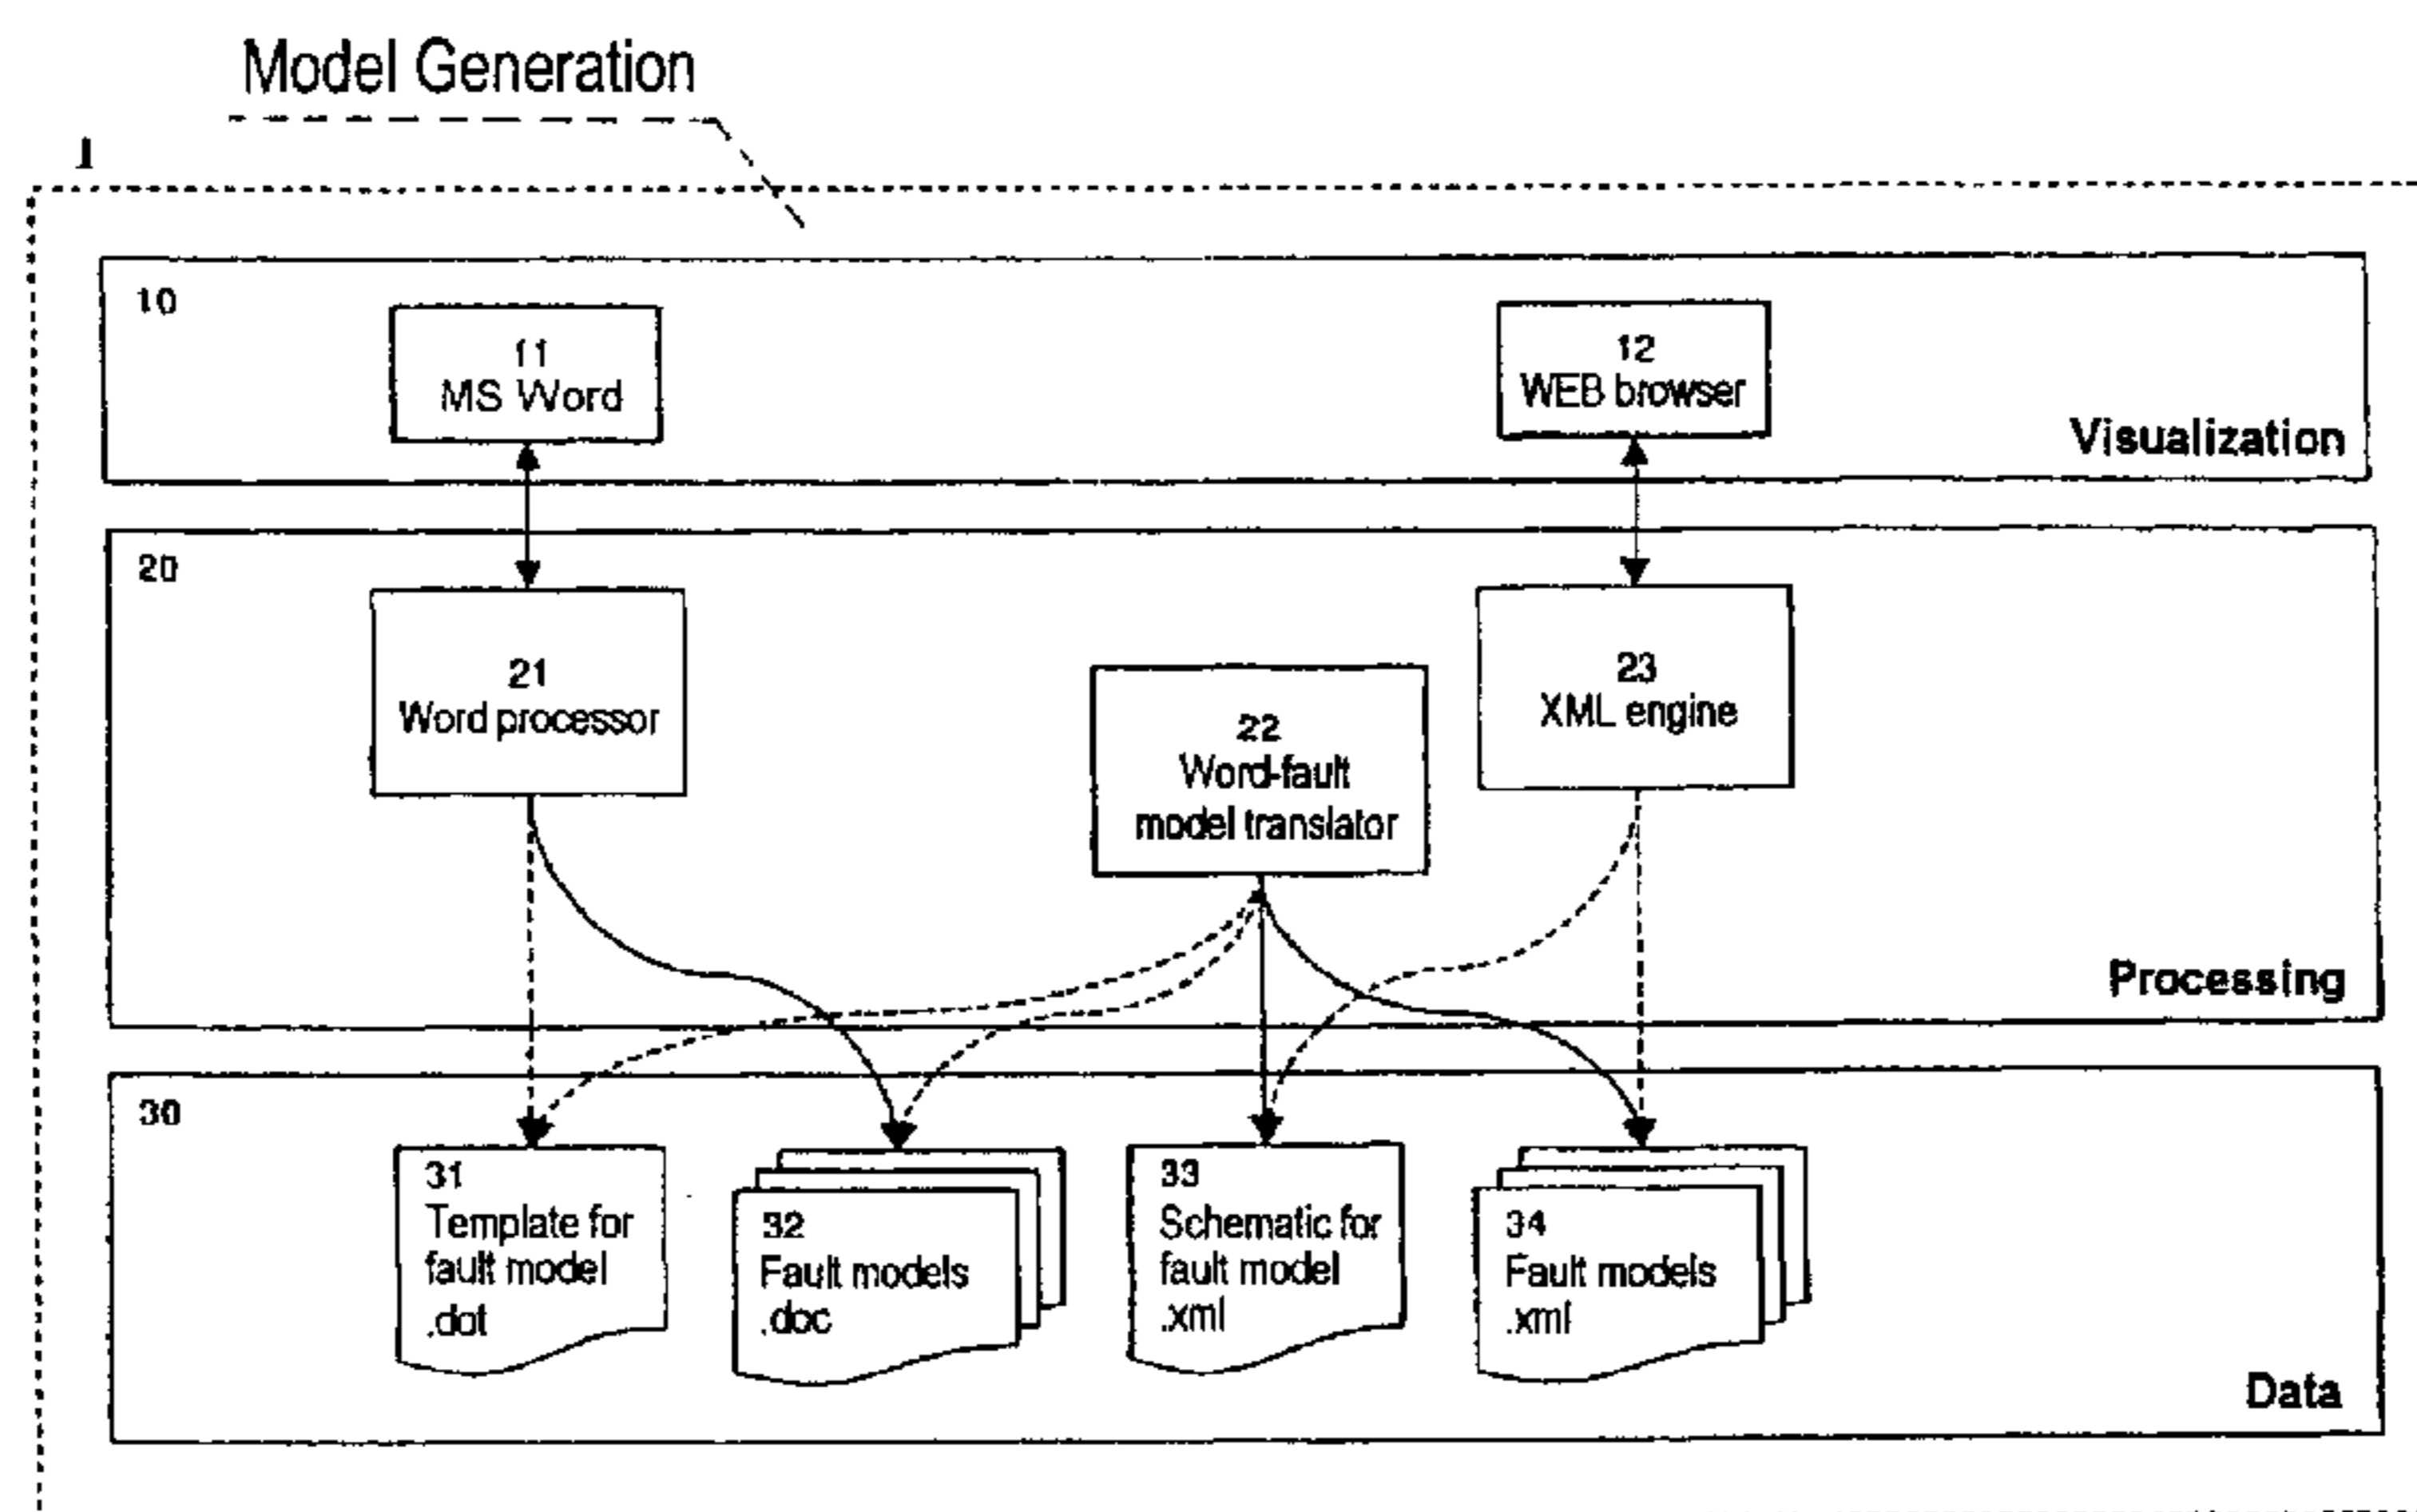 Model Generation
1
10
11
MS Word
12
WEB browser
Visualization
20
21
Word processor
22
Word-fault
model translator
23
XML engine
Processing
30
31
Template for
fault model
.dot
32
Fault models
.doc
33
Schematic for
fault model
.xml
34
Fault models
.xml
Data